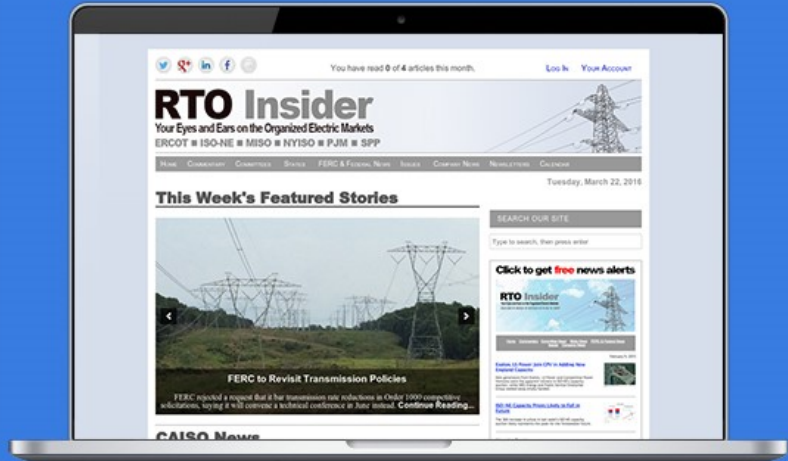 You have read 0 of 4 articles this month.
Log In Your Account
RTO Insider
Your Eyes and Ears on the Organized Electric Markets
ERCOT ■ ISO-NE ■ MISO ■ NYISO ■ PJM ■ SPP
Home Commentary Committees States FERC & Federal News Issues Company News Newsletters Calendar
Tuesday, March 22, 2016
This Week's Featured Stories
SEARCH OUR SITE
Type to search, then press enter
Click to get free news alerts
RTO Insider
FERC to Revisit Transmission Policies
FERC rejected a request that it bar transmission rate reductions in Order 1000 competitive
solicitations, saying it will convene a technical conference in June instead. Continue Reading...
CAISO News